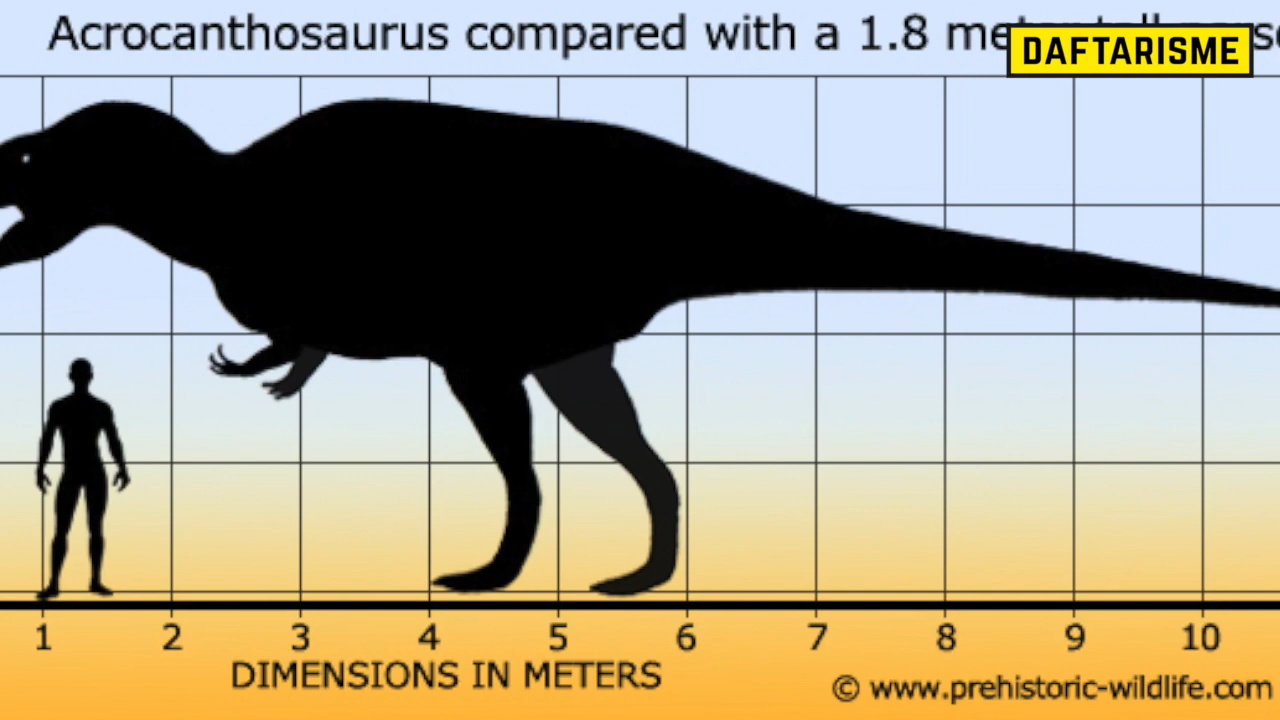 Acrocanthosaurus compared with a 1.8
DAFTARISME
1 2 3 4 5 6 7 8 9 10
DIMENSIONS IN METERS
© www.prehistoric-wildlife.com